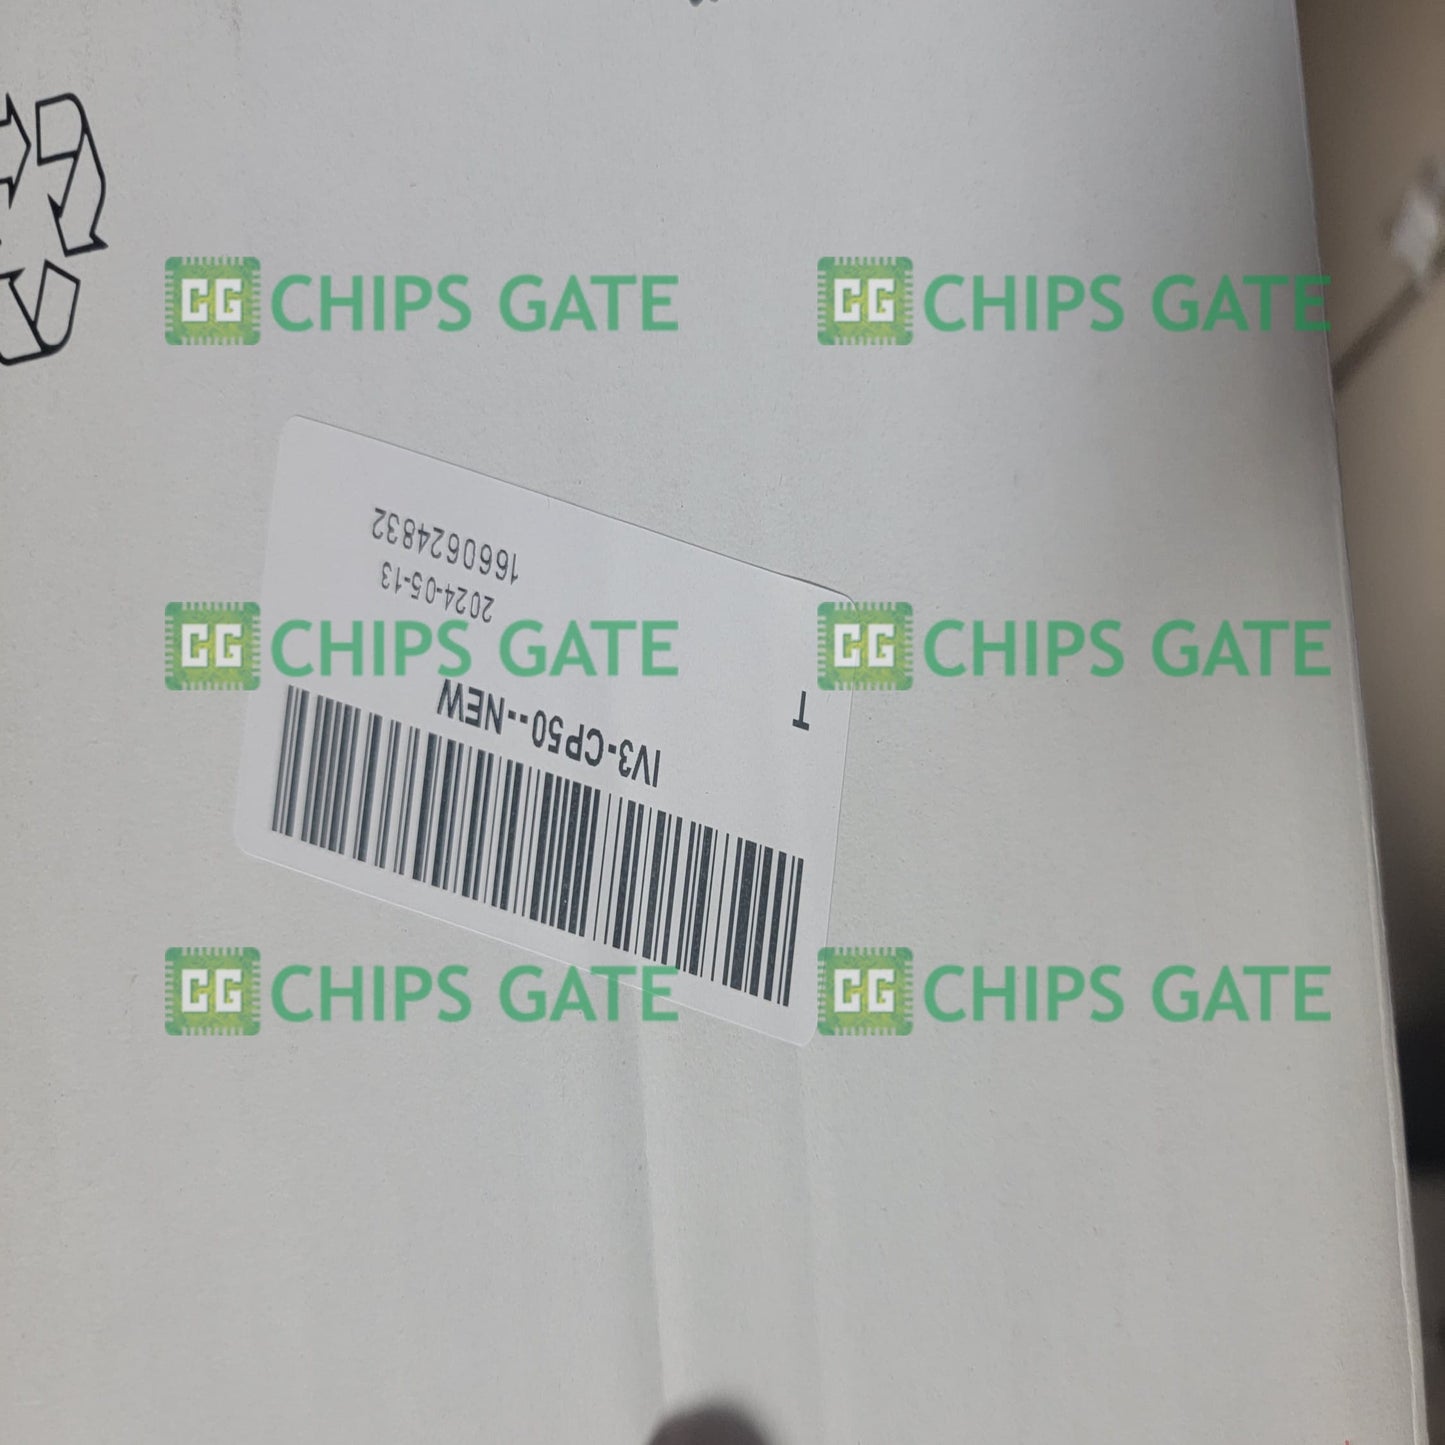 CG CHIPS GATE
CG CHIPS GATE
T
IV3-CP50--NEW
2024-05-13
1660624832
CG CHIPS GATE
CG CHIPS GATE
CG CHIPS GATE
CG CHIPS GATE